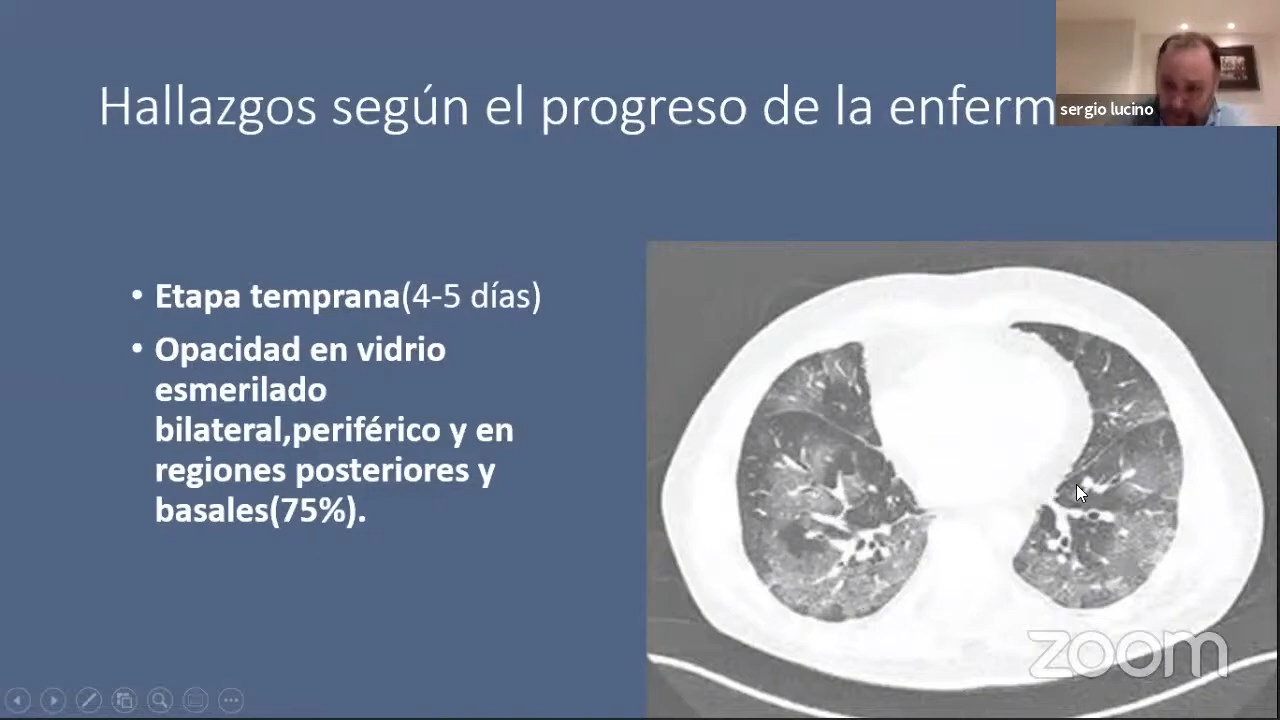 Hallazgos según el progreso de la enferm
sergio lucino
• Etapa temprana(4-5 días)
• Opacidad en vidrio
esmerilado
bilateral,periférico y en
regiones posteriores y
basales(75%).
zoom